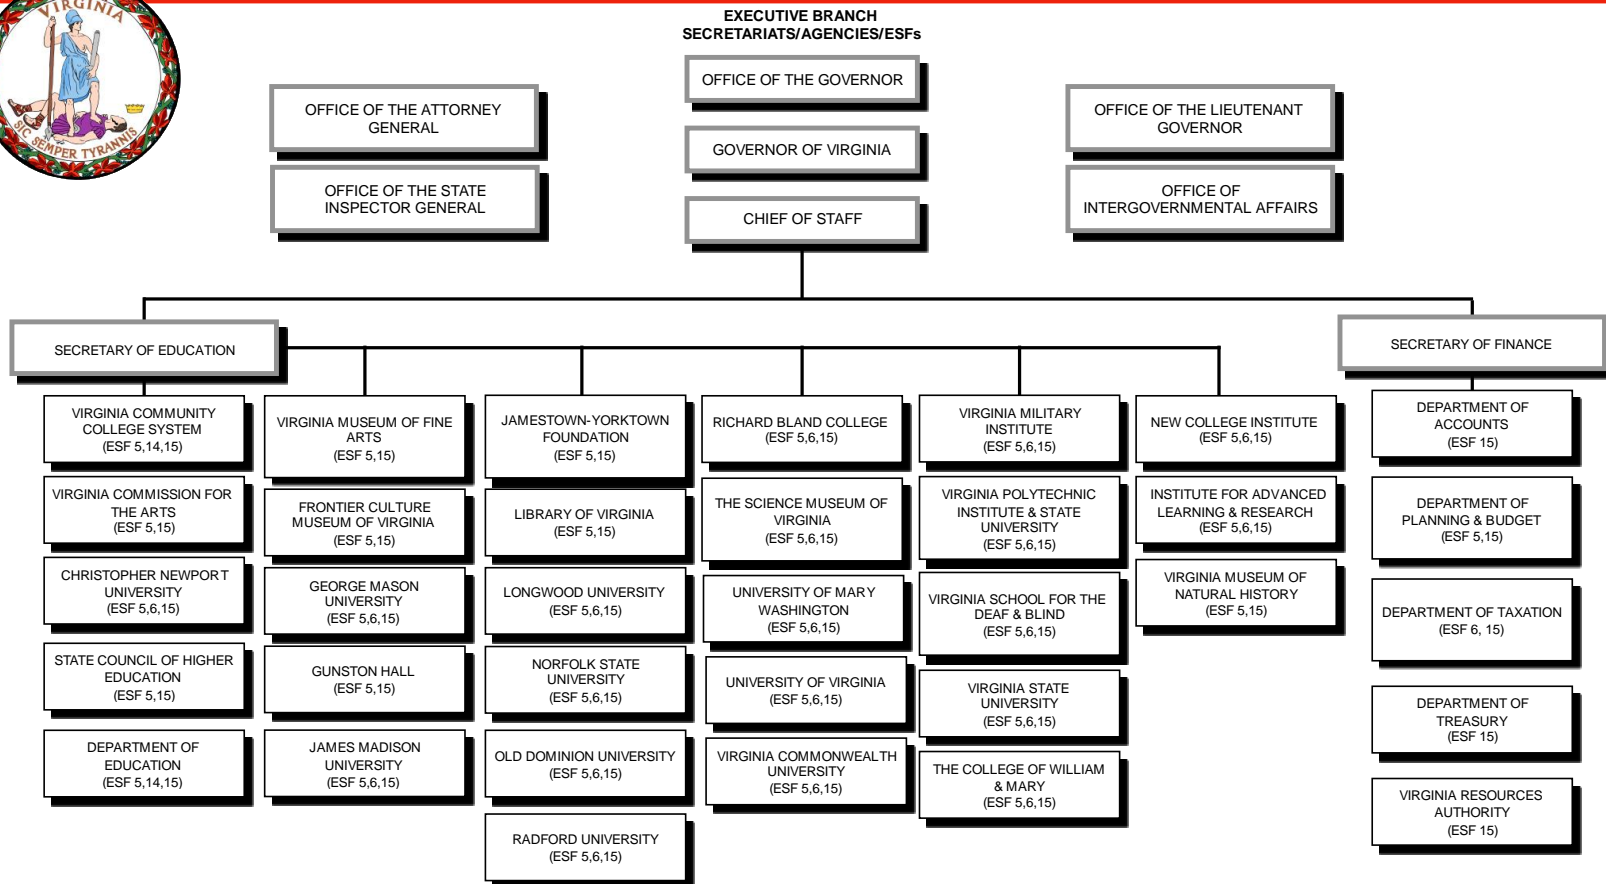 VIRGINIA
SIC SEMPER TYRANNIS
EXECUTIVE BRANCH
SECRETARIATS/AGENCIES/ESFs
OFFICE OF THE GOVERNOR
OFFICE OF THE ATTORNEY
GENERAL
OFFICE OF THE LIEUTENANT
GOVERNOR
GOVERNOR OF VIRGINIA
OFFICE OF THE STATE
INSPECTOR GENERAL
OFFICE OF
INTERGOVERNMENTAL AFFAIRS
CHIEF OF STAFF
SECRETARY OF EDUCATION
SECRETARY OF FINANCE
VIRGINIA COMMUNITY
COLLEGE SYSTEM
(ESF 5,14,15)
VIRGINIA COMMISSION FOR
THE ARTS
(ESF 5,15)
CHRISTOPHER NEWPORT
UNIVERSITY
(ESF 5,6,15)
STATE COUNCIL OF HIGHER
EDUCATION
(ESF 5,15)
DEPARTMENT OF
EDUCATION
(ESF 5,14,15)
VIRGINIA MUSEUM OF FINE
ARTS
(ESF 5,15)
FRONTIER CULTURE
MUSEUM OF VIRGINIA
(ESF 5,15)
GEORGE MASON
UNIVERSITY
(ESF 5,6,15)
GUNSTON HALL
(ESF 5,15)
JAMES MADISON
UNIVERSITY
(ESF 5,6,15)
JAMESTOWN-YORKTOWN
FOUNDATION
(ESF 5,15)
LIBRARY OF VIRGINIA
(ESF 5,15)
LONGWOOD UNIVERSITY
(ESF 5,6,15)
NORFOLK STATE
UNIVERSITY
(ESF 5,6,15)
OLD DOMINION UNIVERSITY
(ESF 5,6,15)
RADFORD UNIVERSITY
(ESF 5,6,15)
RICHARD BLAND COLLEGE
(ESF 5,6,15)
THE SCIENCE MUSEUM OF
VIRGINIA
(ESF 5,6,15)
UNIVERSITY OF MARY
WASHINGTON
(ESF 5,6,15)
UNIVERSITY OF VIRGINIA
(ESF 5,6,15)
VIRGINIA COMMONWEALTH
UNIVERSITY
(ESF 5,6,15)
VIRGINIA MILITARY
INSTITUTE
(ESF 5,6,15)
VIRGINIA POLYTECHNIC
INSTITUTE & STATE
UNIVERSITY
(ESF 5,6,15)
VIRGINIA SCHOOL FOR THE
DEAF & BLIND
(ESF 5,6,15)
VIRGINIA STATE
UNIVERSITY
(ESF 5,6,15)
THE COLLEGE OF WILLIAM
& MARY
(ESF 5,6,15)
NEW COLLEGE INSTITUTE
(ESF 5,6,15)
INSTITUTE FOR ADVANCED
LEARNING & RESEARCH
(ESF 5,6,15)
VIRGINIA MUSEUM OF
NATURAL HISTORY
(ESF 5,15)
DEPARTMENT OF
ACCOUNTS
(ESF 15)
DEPARTMENT OF
PLANNING & BUDGET
(ESF 5,15)
DEPARTMENT OF TAXATION
(ESF 6, 15)
DEPARTMENT OF
TREASURY
(ESF 15)
VIRGINIA RESOURCES
AUTHORITY
(ESF 15)